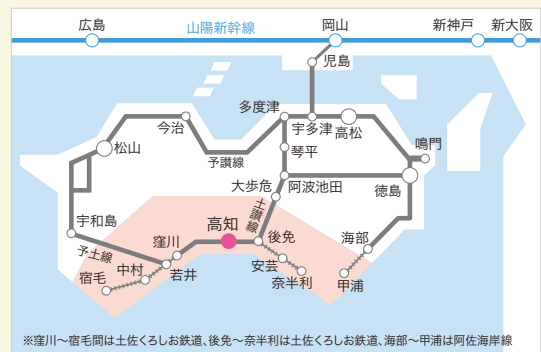 広島
山陽新幹線
岡山
新神戸
新大阪
児島
多度津
宇多津
高松
今治
松山
予讃線
琴平
鳴門
大歩危
阿波池田
徳島
土讃線
宇和島
高知
後免
海部
窪川
予土線
安芸
中村
若井
宿毛
奈半利
甲浦
※窪川〜宿毛間は土佐くろしお鉄道、後免〜奈半利は土佐くろしお鉄道、海部〜甲浦は阿佐海岸線